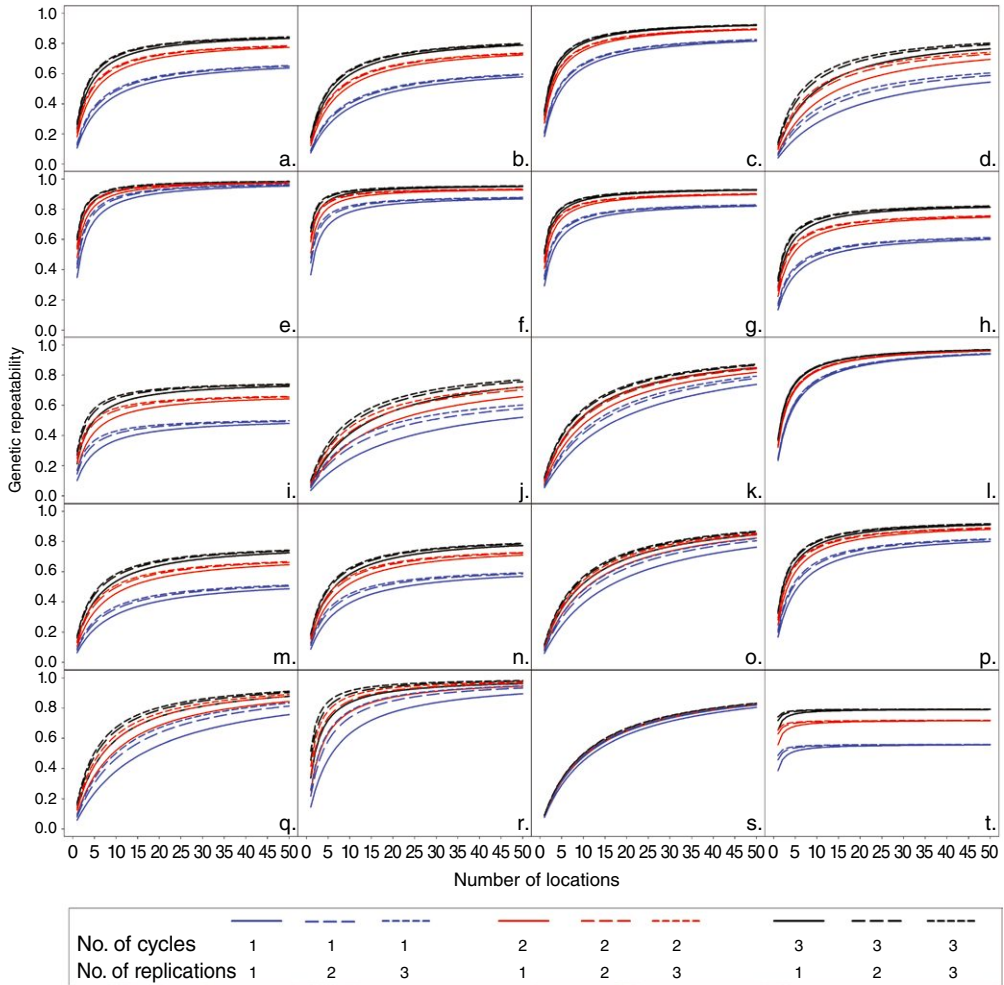 1.0
0.8
0.6
0.4
0.2
0.0
a.
b.
c.
d.
1.0
0.8
0.6
0.4
0.2
0.0
e.
f.
g.
h.
1.0
0.8
0.6
0.4
0.2
0.0
i.
j.
k.
l.
1.0
0.8
0.6
0.4
0.2
0.0
m.
n.
o.
p.
1.0
0.8
0.6
0.4
0.2
0.0
q.
r.
s.
t.
Genetic repeatability
0 5 10 15 20 25 30 35 40 45 50 0 5 10 15 20 25 30 35 40 45 50 0 5 10 15 20 25 30 35 40 45 50 0 5 10 15 20 25 30 35 40 45 50
Number of locations
No. of cycles 1 1 1 2 2 2 3 3 3
No. of replications 1 2 3 1 2 3 1 2 3